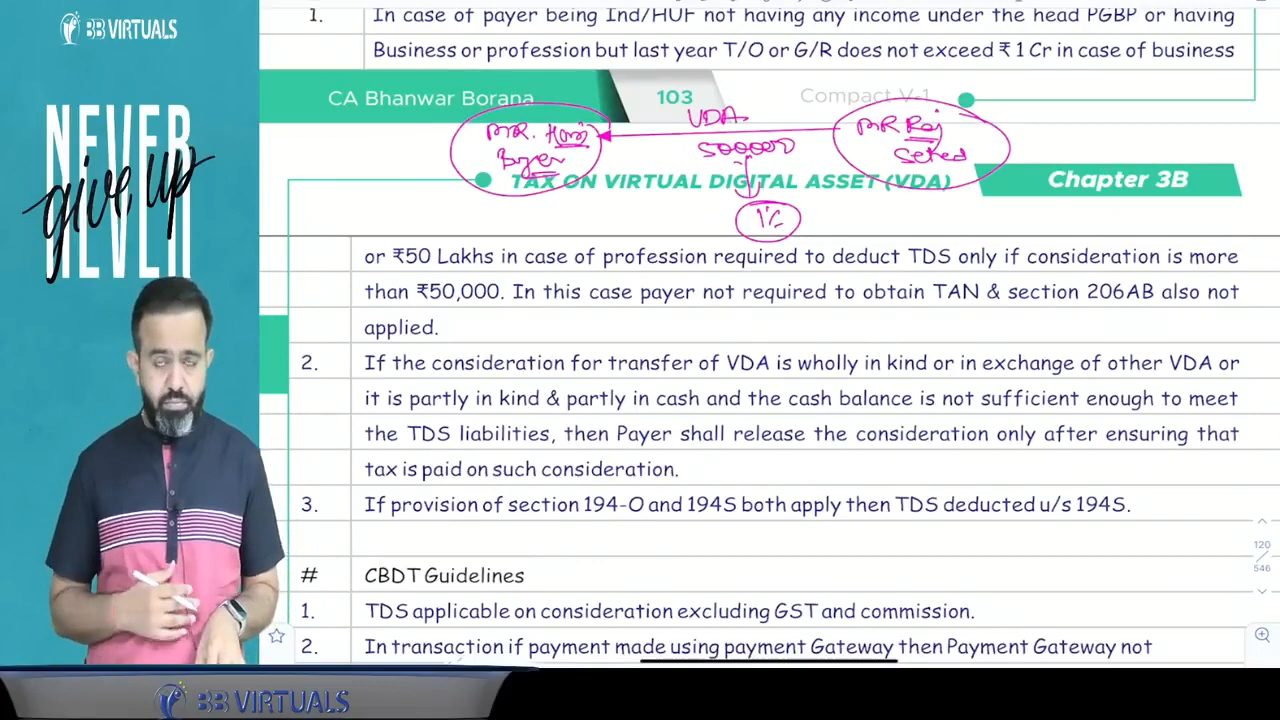 BB VIRTUALS
NEVER
give up
NEVER
1. In case of payer being Ind/HUF not having any income under the head PGBP or having
Business or profession but last year T/O or G/R does not exceed ₹ 1 Cr in case of business
CA Bhanwar Borana 103 Compact V-1
VDA
MR. Hari
Buyer
500000
MR Raj
1%
TAX ON VIRTUAL DIGITAL ASSET (VDA) Chapter 3B
or ₹50 Lakhs in case of profession required to deduct TDS only if consideration is more
than ₹50,000. In this case payer not required to obtain TAN & section 206AB also not
applied.
2. If the consideration for transfer of VDA is wholly in kind or in exchange of other VDA or
it is partly in kind & partly in cash and the cash balance is not sufficient enough to meet
the TDS liabilities, then Payer shall release the consideration only after ensuring that
tax is paid on such consideration.
3. If provision of section 194-O and 194S both apply then TDS deducted u/s 194S.
# CBDT Guidelines
1. TDS applicable on consideration excluding GST and commission.
2. In transaction if payment made using payment Gateway then Payment Gateway not
120
546
BB VIRTUALS